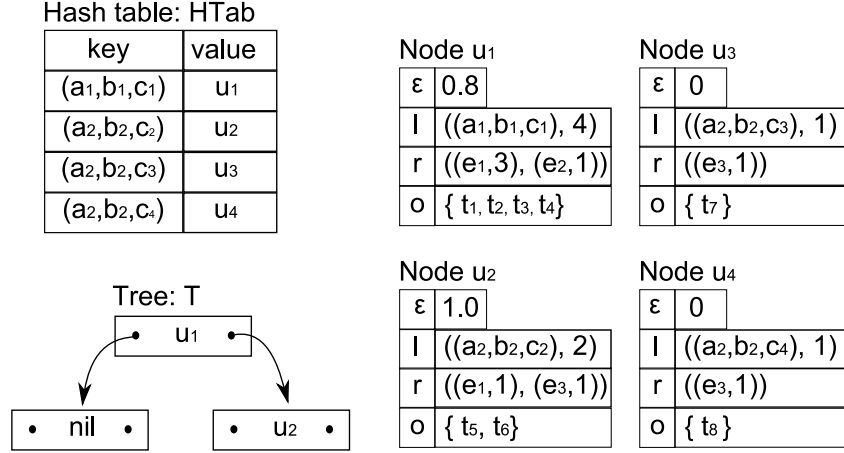 Hash table: HTab
key value
(a₁,b₁,c₁) u₁
(a₂,b₂,c₂) u₂
(a₂,b₂,c₃) u₃
(a₂,b₂,c₄) u₄
Tree: T
u₁
nil
u₂
Node u₁
ε 0.8
l ((a₁,b₁,c₁), 4)
r ((e₁,3), (e₂,1))
o { t₁, t₂, t₃, t₄}
Node u₃
ε 0
l ((a₂,b₂,c₃), 1)
r ((e₃,1))
o { t₇ }
Node u₂
ε 1.0
l ((a₂,b₂,c₂), 2)
r ((e₁,1), (e₃,1))
o { t₅, t₆}
Node u₄
ε 0
l ((a₂,b₂,c₄), 1)
r ((e₃,1))
o { t₈ }